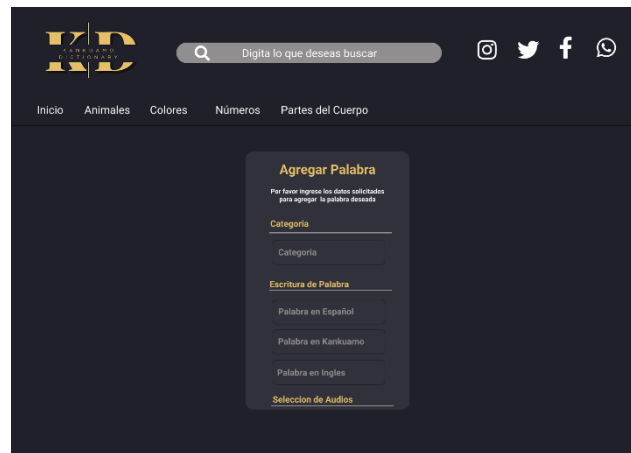 KD
KANKUAMO
DICTIONARY
Digita lo que deseas buscar
Inicio Animales Colores Números Partes del Cuerpo
Agregar Palabra
Por favor ingrese los datos solicitados
para agregar la palabra deseada
Categoria
Categoria
Escritura de Palabra
Palabra en Español
Palabra en Kankuamo
Palabra en Ingles
Seleccion de Audios